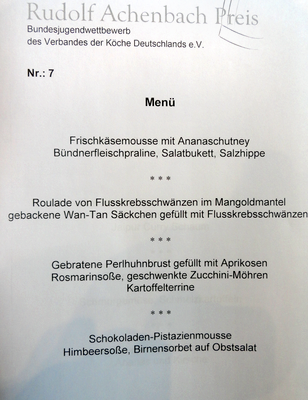 Rudolf Achenbach Preis
Bundesjugendwettbewerb
des Verbandes der Köche Deutschlands e.V.
Nr.: 7
Menü
Frischkäsemousse mit Ananaschutney
Bündnerfleischpraline, Salatbukett, Salzhippe
* * *
Roulade von Flusskrebsschwänzen im Mangoldmantel
gebackene Wan-Tan Säckchen gefüllt mit Flusskrebsschwänzen
* * *
Gebratene Perlhuhnbrust gefüllt mit Aprikosen
Rosmarinsoße, geschwenkte Zucchini-Möhren
Kartoffelterrine
* * *
Schokoladen-Pistazienmousse
Himbeersoße, Birnensorbet auf Obstsalat